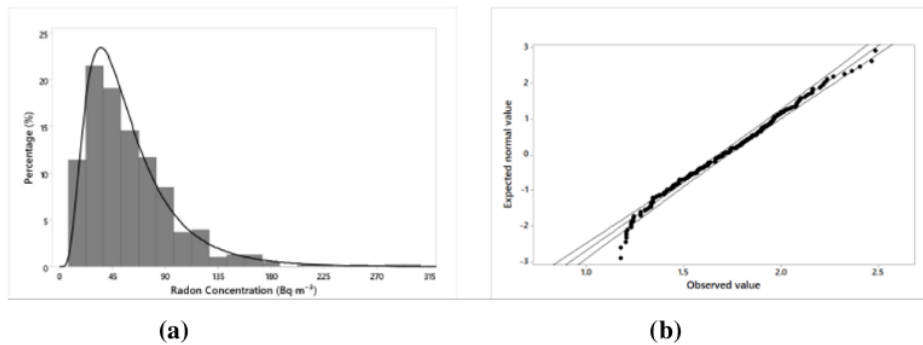 25
20
15
10
5
0
Percentage (%)
0 45 90 135 180 225 270 315
Radon Concentration (Bq·m⁻³)
(a)
3
2
1
0
-1
-2
-3
Expected normal value
1.0 1.5 2.0 2.5
Observed value
(b)